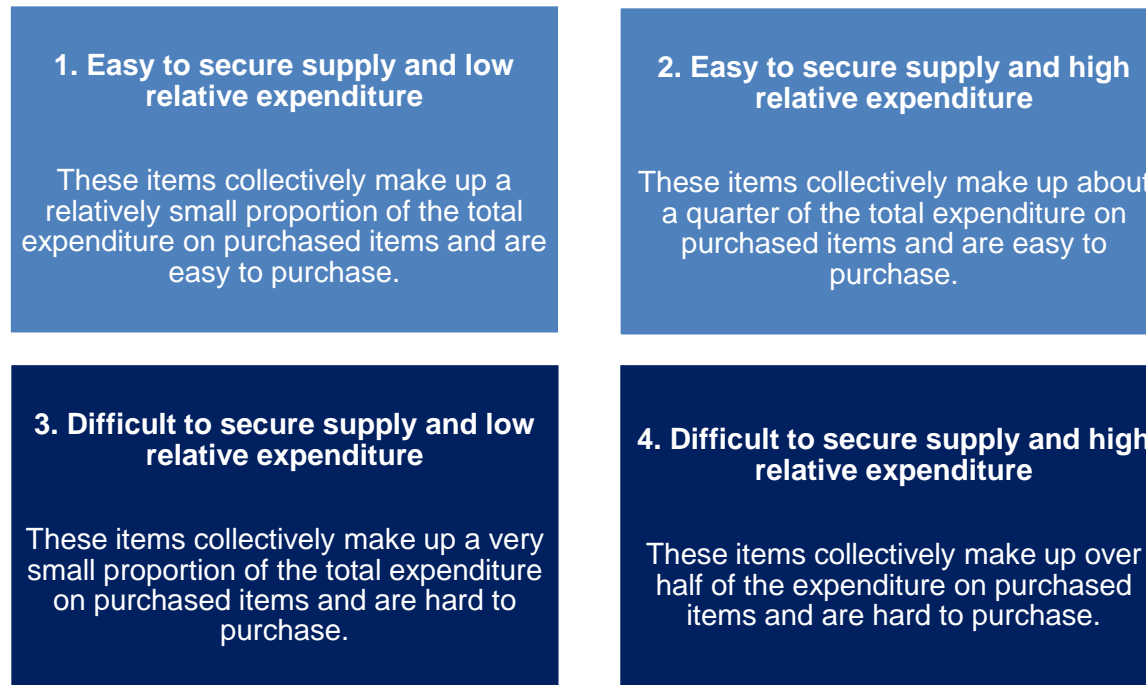 1. Easy to secure supply and low
relative expenditure
These items collectively make up a
relatively small proportion of the total
expenditure on purchased items and are
easy to purchase.
2. Easy to secure supply and high
relative expenditure
These items collectively make up about
a quarter of the total expenditure on
purchased items and are easy to
purchase.
3. Difficult to secure supply and low
relative expenditure
These items collectively make up a very
small proportion of the total expenditure
on purchased items and are hard to
purchase.
4. Difficult to secure supply and high
relative expenditure
These items collectively make up over
half of the expenditure on purchased
items and are hard to purchase.